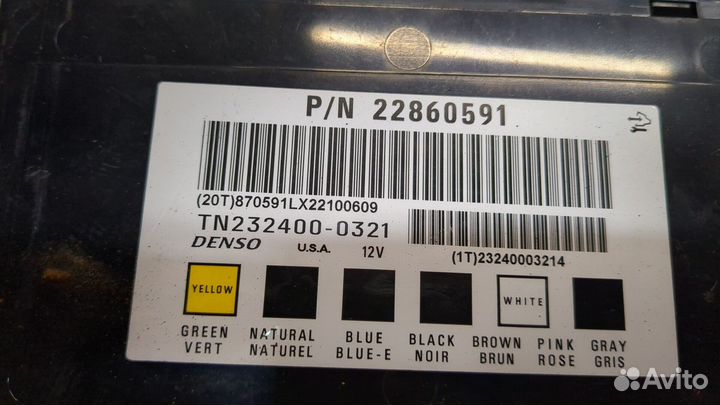 P/N 22860591
(20T)870591LX22100609
TN232400-0321
DENSO U.S.A. 12V
(1T)23240003214
YELLOW WHITE
GREEN NATURAL BLUE BLACK BROWN PINK GRAY
VERT NATUREL BLUE-E NOIR BRUN ROSE GRIS
Avito